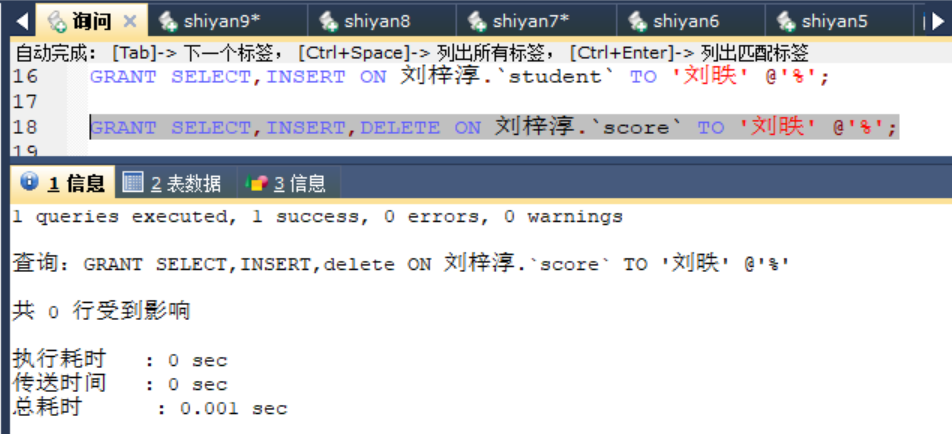 询问 shiyan9* shiyan8 shiyan7* shiyan6 shiyan5
自动完成: [Tab]-> 下一个标签, [Ctrl+Space]-> 列出所有标签, [Ctrl+Enter]-> 列出匹配标签
16 GRANT SELECT,INSERT ON 刘梓淳.`student` TO '刘昳' @'%';
17
18 GRANT SELECT,INSERT,DELETE ON 刘梓淳.`score` TO '刘昳' @'%';
19
1 信息 2 表数据 3 信息
1 queries executed, 1 success, 0 errors, 0 warnings
查询: GRANT SELECT,INSERT,delete ON 刘梓淳.`score` TO '刘昳' @'%'
共 0 行受到影响
执行耗时 : 0 sec
传送时间 : 0 sec
总耗时 : 0.001 sec